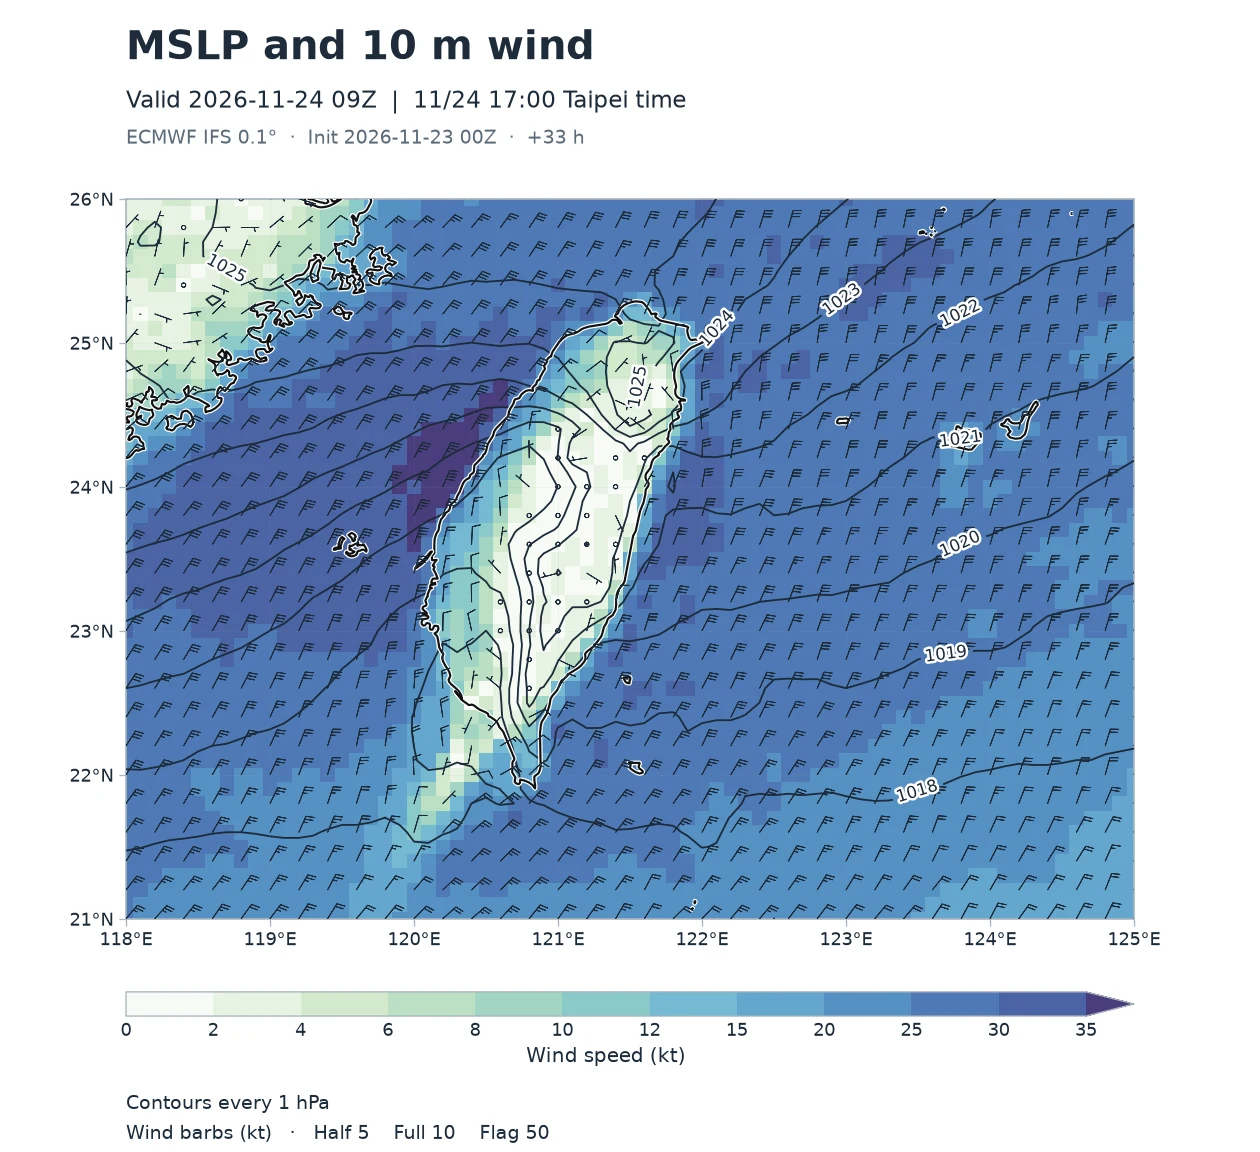 MSLP and 10 m wind
Valid 2026-11-24 09Z | 11/24 17:00 Taipei time
ECMWF IFS 0.1° · Init 2026-11-23 00Z · +33 h
26°N
25°N
24°N
23°N
22°N
21°N
1025
1025
1024
1023
1022
1021
1020
1019
1018
118°E 119°E 120°E 121°E 122°E 123°E 124°E 125°E
0 2 4 6 8 10 12 15 20 25 30 35
Wind speed (kt)
Contours every 1 hPa
Wind barbs (kt) · Half 5 Full 10 Flag 50